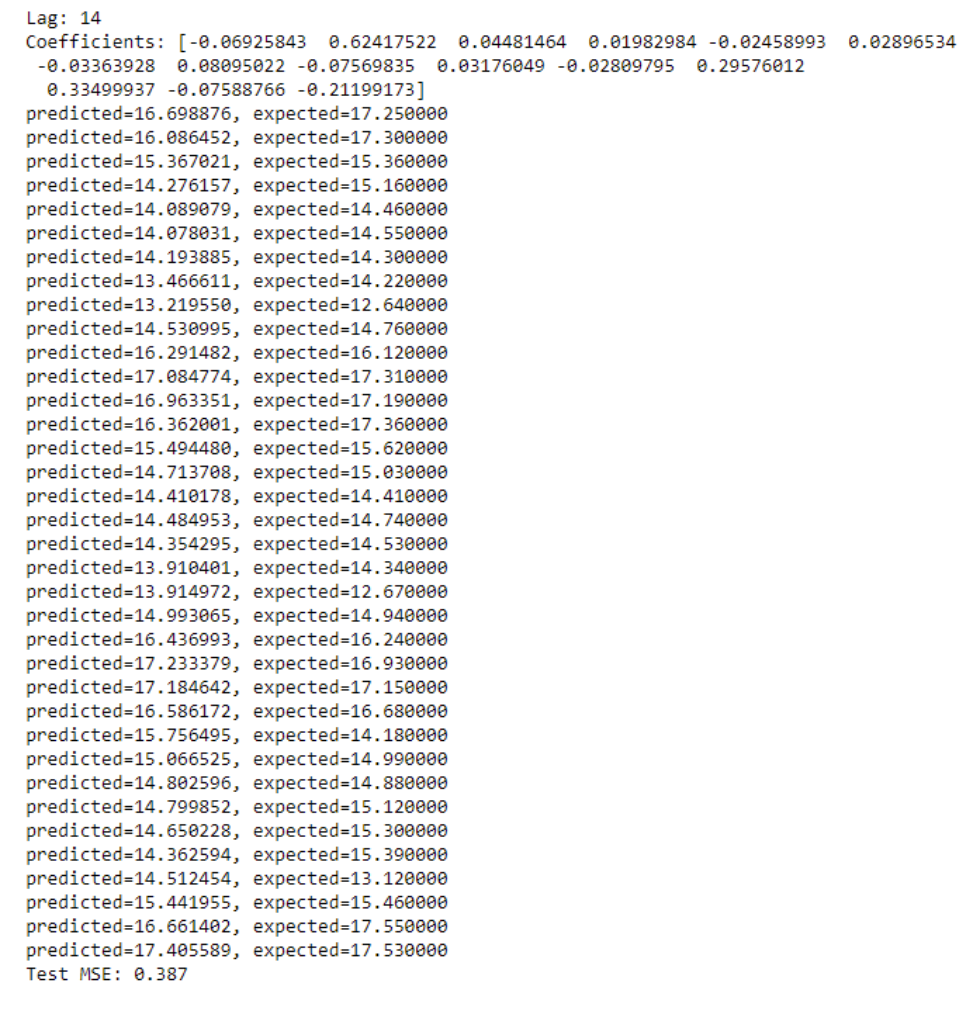 Lag: 14
Coefficients: [-0.06925843  0.62417522  0.04481464  0.01982984 -0.02458993  0.02896534
 -0.03363928  0.08095022 -0.07569835  0.03176049 -0.02809795  0.29576012
  0.33499937 -0.07588766 -0.21199173]
predicted=16.698876, expected=17.250000
predicted=16.086452, expected=17.300000
predicted=15.367021, expected=15.360000
predicted=14.276157, expected=15.160000
predicted=14.089079, expected=14.460000
predicted=14.078031, expected=14.550000
predicted=14.193885, expected=14.300000
predicted=13.466611, expected=14.220000
predicted=13.219550, expected=12.640000
predicted=14.530995, expected=14.760000
predicted=16.291482, expected=16.120000
predicted=17.084774, expected=17.310000
predicted=16.963351, expected=17.190000
predicted=16.362001, expected=17.360000
predicted=15.494480, expected=15.620000
predicted=14.713708, expected=15.030000
predicted=14.410178, expected=14.410000
predicted=14.484953, expected=14.740000
predicted=14.354295, expected=14.530000
predicted=13.910401, expected=14.340000
predicted=13.914972, expected=12.670000
predicted=14.993065, expected=14.940000
predicted=16.436993, expected=16.240000
predicted=17.233379, expected=16.930000
predicted=17.184642, expected=17.150000
predicted=16.586172, expected=16.680000
predicted=15.756495, expected=14.180000
predicted=15.066525, expected=14.990000
predicted=14.802596, expected=14.880000
predicted=14.799852, expected=15.120000
predicted=14.650228, expected=15.300000
predicted=14.362594, expected=15.390000
predicted=14.512454, expected=13.120000
predicted=15.441955, expected=15.460000
predicted=16.661402, expected=17.550000
predicted=17.405589, expected=17.530000
Test MSE: 0.387